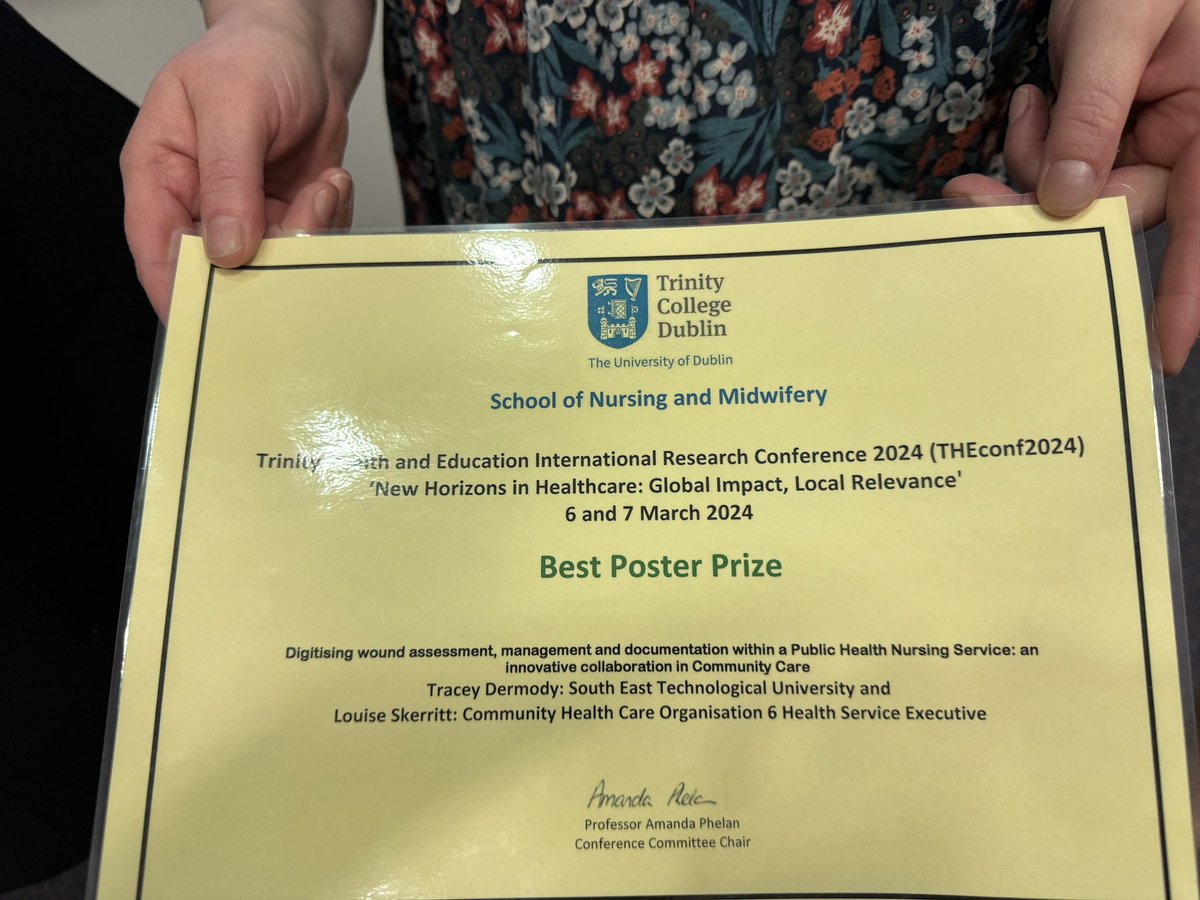 Trinity
College
Dublin
The University of Dublin
School of Nursing and Midwifery
Trinity and Education International Research Conference 2024 (THEconf2024)
‘New Horizons in Healthcare: Global Impact, Local Relevance'
6 and 7 March 2024
Best Poster Prize
Digitising wound assessment, management and documentation within a Public Health Nursing Service: an
innovative collaboration in Community Care
Tracey Dermody: South East Technological University and
Louise Skerritt: Community Health Care Organisation 6 Health Service Executive
Amanda
Professor Amanda Phelan
Conference Committee Chair